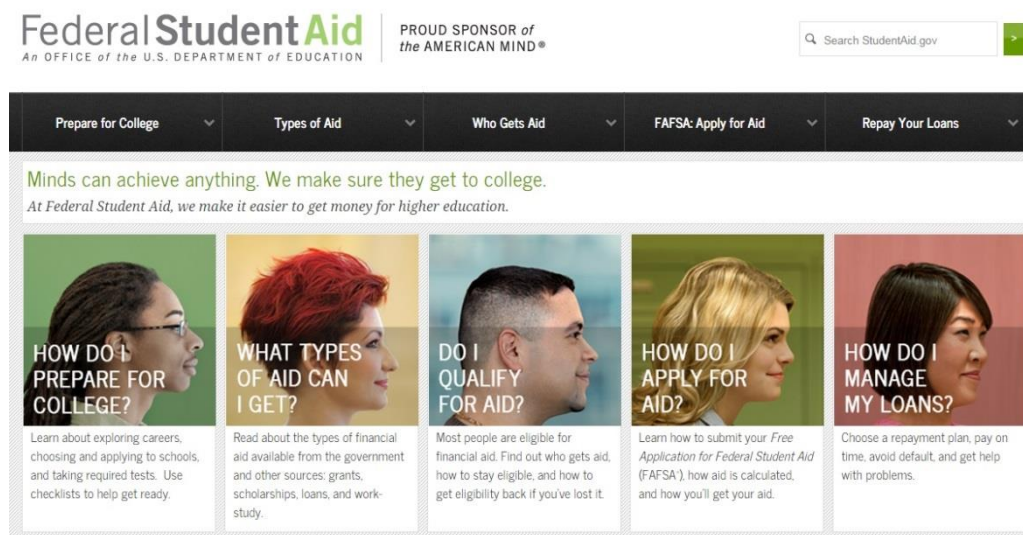 Federal Student Aid
An OFFICE of the U.S. DEPARTMENT of EDUCATION
PROUD SPONSOR of
the AMERICAN MIND®
Search StudentAid.gov
>
Prepare for College
Types of Aid
Who Gets Aid
FAFSA: Apply for Aid
Repay Your Loans
Minds can achieve anything. We make sure they get to college.
At Federal Student Aid, we make it easier to get money for higher education.
HOW DO I
PREPARE FOR
COLLEGE?
Learn about exploring careers,
choosing and applying to schools,
and taking required tests. Use
checklists to help get ready.
WHAT TYPES
OF AID CAN
I GET?
Read about the types of financial
aid available from the government
and other sources: grants,
scholarships, loans, and work-
study.
DO I
QUALIFY
FOR AID?
Most people are eligible for
financial aid. Find out who gets aid,
how to stay eligible, and how to
get eligibility back if you've lost it.
HOW DO I
APPLY FOR
AID?
Learn how to submit your Free
Application for Federal Student Aid
(FAFSA®), how aid is calculated,
and how you'll get your aid.
HOW DO I
MANAGE
MY LOANS?
Choose a repayment plan, pay on
time, avoid default, and get help
with problems.